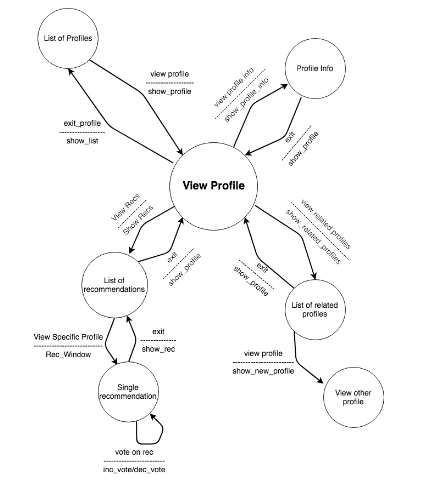 List of Profiles
view profile
show_profile
exit_profile
show_list
Profile Info
view profile info
show_profile_info
exit
show_profile
View Profile
View Recs
Show Recs
exit
show_profile
view related profiles
show_related_profiles
exit
show_profile
List of
recommendations
List of related
profiles
View Specific Profile
Rec_Window
exit
show_rec
view profile
show_new_profile
Single
recommendation
View other
profile
vote on rec
inc_vote/dec_vote